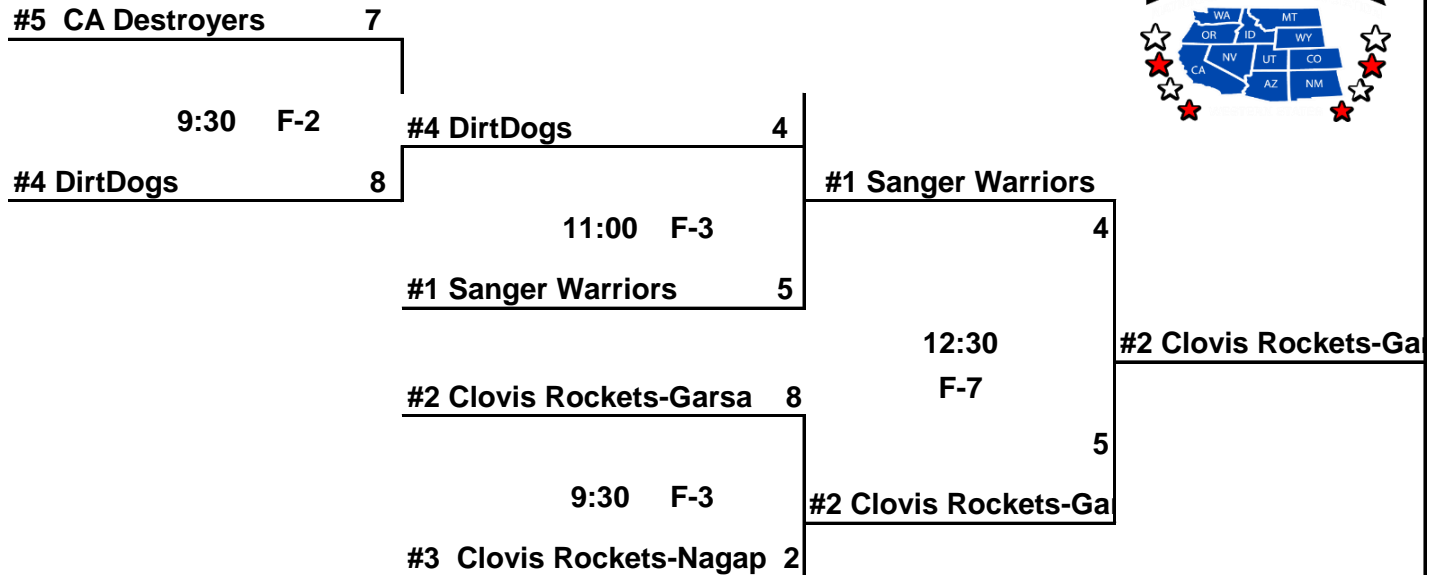 #5 CA Destroyers 7
WA MT
OR ID WY
NV UT CO
CA AZ NM
9:30 F-2
#4 DirtDogs 4
#4 DirtDogs 8
#1 Sanger Warriors
11:00 F-3
4
#1 Sanger Warriors 5
12:30
#2 Clovis Rockets-Gar
#2 Clovis Rockets-Garsa 8
F-7
5
9:30 F-3
#2 Clovis Rockets-Gar
#3 Clovis Rockets-Nagap 2